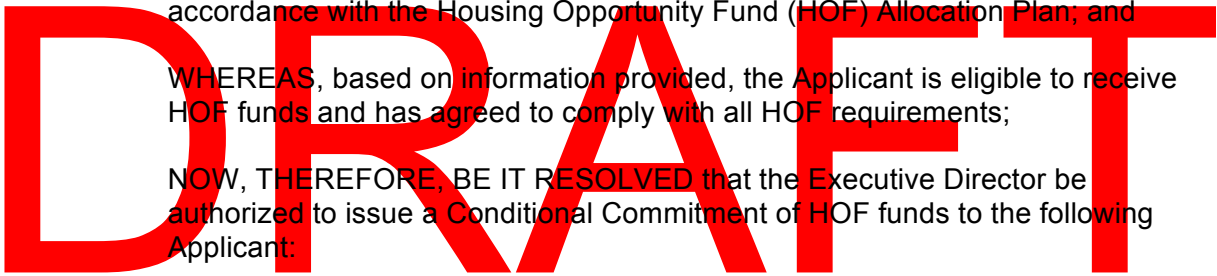 accordance with the Housing Opportunity Fund (HOF) Allocation Plan; and
WHEREAS, based on information provided, the Applicant is eligible to receive
HOF funds and has agreed to comply with all HOF requirements;
NOW, THEREFORE, BE IT RESOLVED that the Executive Director be
authorized to issue a Conditional Commitment of HOF funds to the following
Applicant:
DRAFT